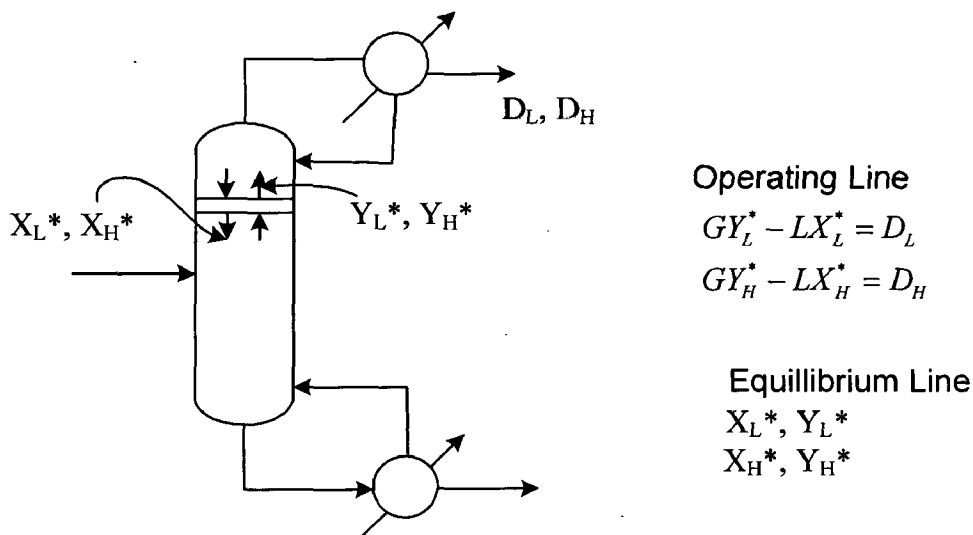 D_L, D_H
X_L*, X_H*
Y_L*, Y_H*
Operating Line
GY_L^* − LX_L^* = D_L
GY_H^* − LX_H^* = D_H
Equillibrium Line
X_L*, Y_L*
X_H*, Y_H*